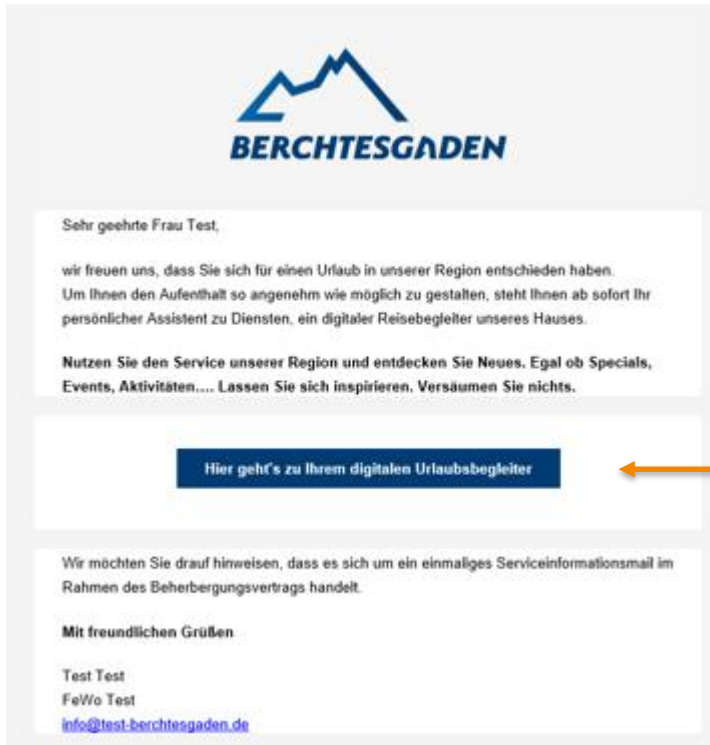 BERCHTESGADEN
Sehr geehrte Frau Test,
wir freuen uns, dass Sie sich für einen Urlaub in unserer Region entschieden haben.
Um Ihnen den Aufenthalt so angenehm wie möglich zu gestalten, steht Ihnen ab sofort Ihr
persönlicher Assistent zu Diensten, ein digitaler Reisebegleiter unseres Hauses.
Nutzen Sie den Service unserer Region und entdecken Sie Neues. Egal ob Specials,
Events, Aktivitäten.... Lassen Sie sich inspirieren. Versäumen Sie nichts.
Hier geht's zu Ihrem digitalen Urlaubsbegleiter
Wir möchten Sie drauf hinweisen, dass es sich um ein einmaliges Serviceinformationsmail im
Rahmen des Beherbergungsvertrags handelt.
Mit freundlichen Grüßen
Test Test
FeWo Test
info@test-berchtesgaden.de